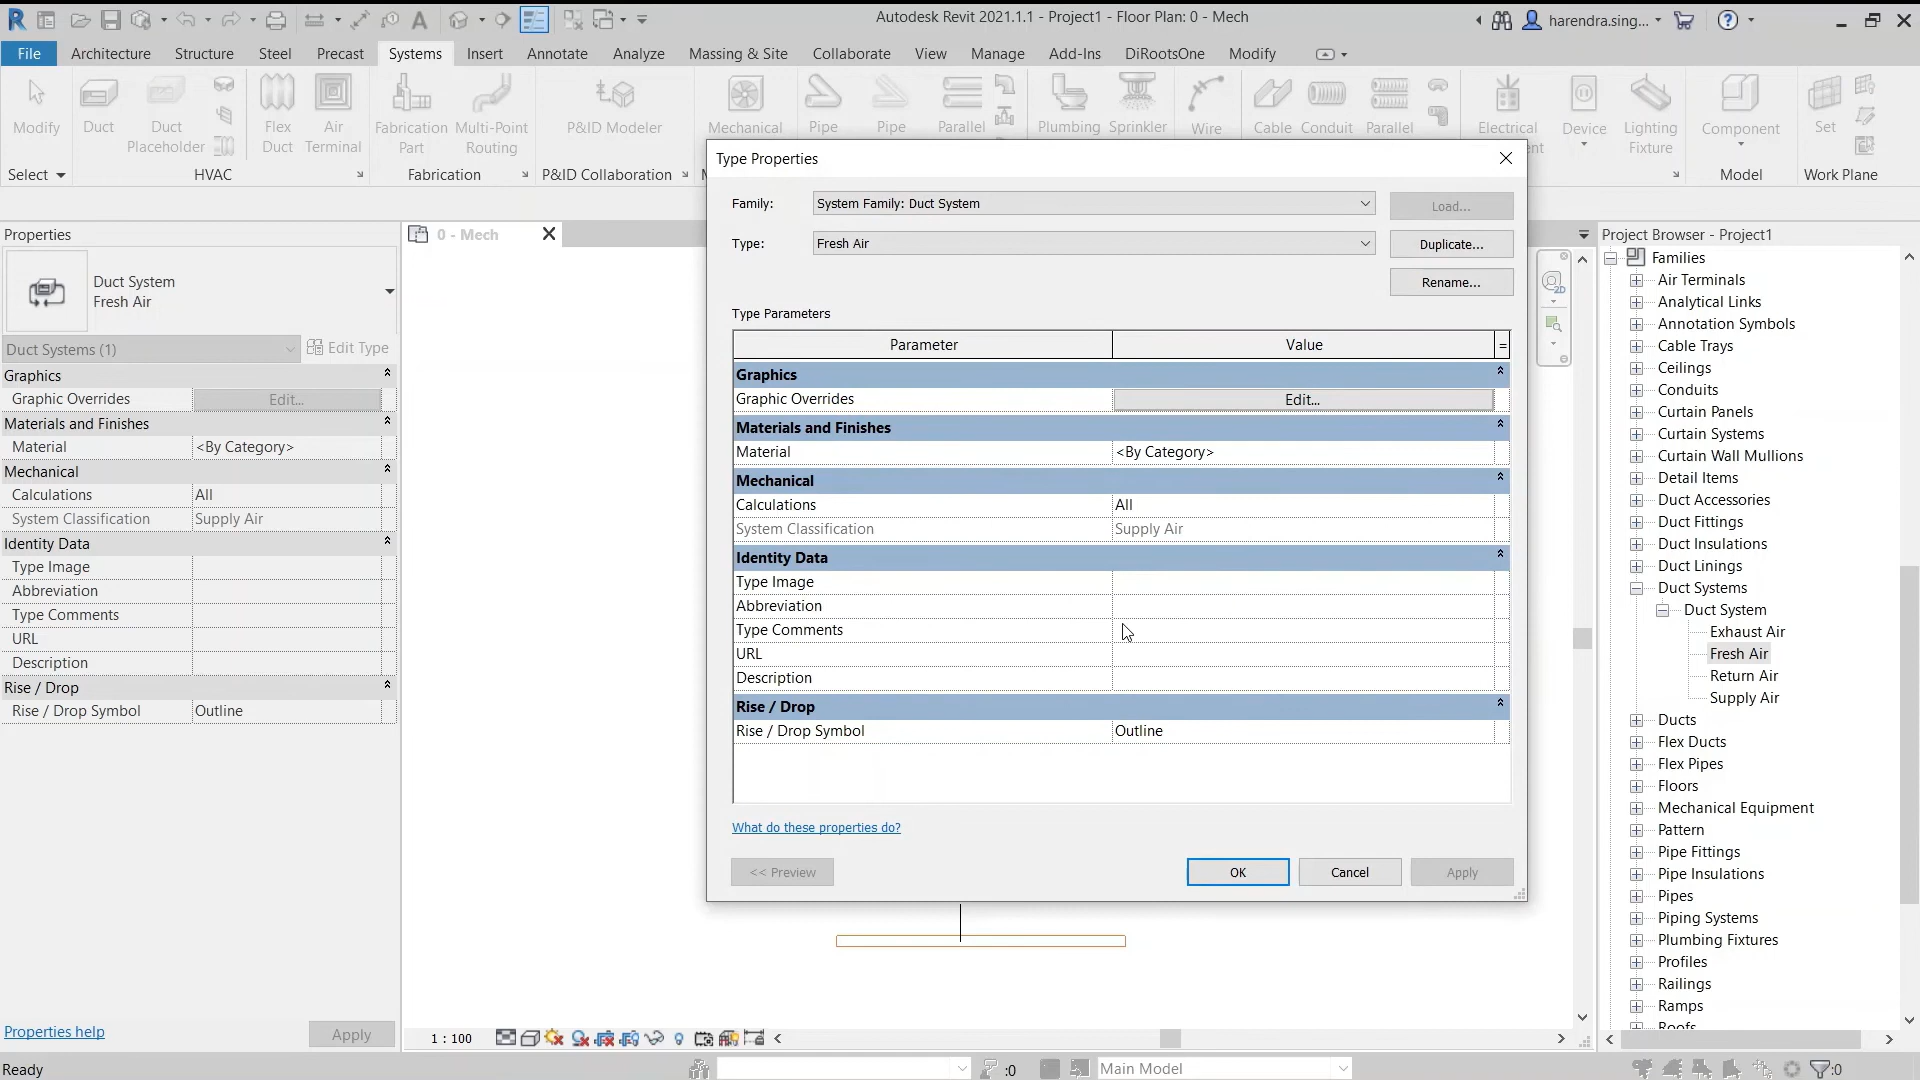 Autodesk Revit 2021.1.1 - Project1 - Floor Plan: 0 - Mech
harendra.sing...
File Architecture Structure Steel Precast Systems Insert Annotate Analyze Massing & Site Collaborate View Manage Add-Ins DiRootsOne Modify
Modify
Duct
Duct Placeholder
Flex Duct
Air Terminal
Fabrication Part
Multi-Point Routing
P&ID Modeler
Mechanical
Pipe
Pipe
Parallel
Plumbing
Sprinkler
Wire
Cable
Conduit
Parallel
Electrical
Device
Lighting Fixture
Component
Set
Select
HVAC
Fabrication
P&ID Collaboration
Model
Work Plane
Properties
Duct System
Fresh Air
Duct Systems (1)
Edit Type
Graphics
Graphic Overrides Edit...
Materials and Finishes
Material <By Category>
Mechanical
Calculations All
System Classification Supply Air
Identity Data
Type Image
Abbreviation
Type Comments
URL
Description
Rise / Drop
Rise / Drop Symbol Outline
Properties help
Apply
0 - Mech
Type Properties
Family: System Family: Duct System Load...
Type: Fresh Air Duplicate...
Rename...
Type Parameters
Parameter Value =
Graphics
Graphic Overrides Edit...
Materials and Finishes
Material <By Category>
Mechanical
Calculations All
System Classification Supply Air
Identity Data
Type Image
Abbreviation
Type Comments
URL
Description
Rise / Drop
Rise / Drop Symbol Outline
What do these properties do?
<< Preview OK Cancel Apply
2D
Project Browser - Project1
Families
Air Terminals
Analytical Links
Annotation Symbols
Cable Trays
Ceilings
Conduits
Curtain Panels
Curtain Systems
Curtain Wall Mullions
Detail Items
Duct Accessories
Duct Fittings
Duct Insulations
Duct Linings
Duct Systems
Duct System
Exhaust Air
Fresh Air
Return Air
Supply Air
Ducts
Flex Ducts
Flex Pipes
Floors
Mechanical Equipment
Pattern
Pipe Fittings
Pipe Insulations
Pipes
Piping Systems
Plumbing Fixtures
Profiles
Railings
Ramps
Roofs
1 : 100
Ready
:0
Main Model
:0